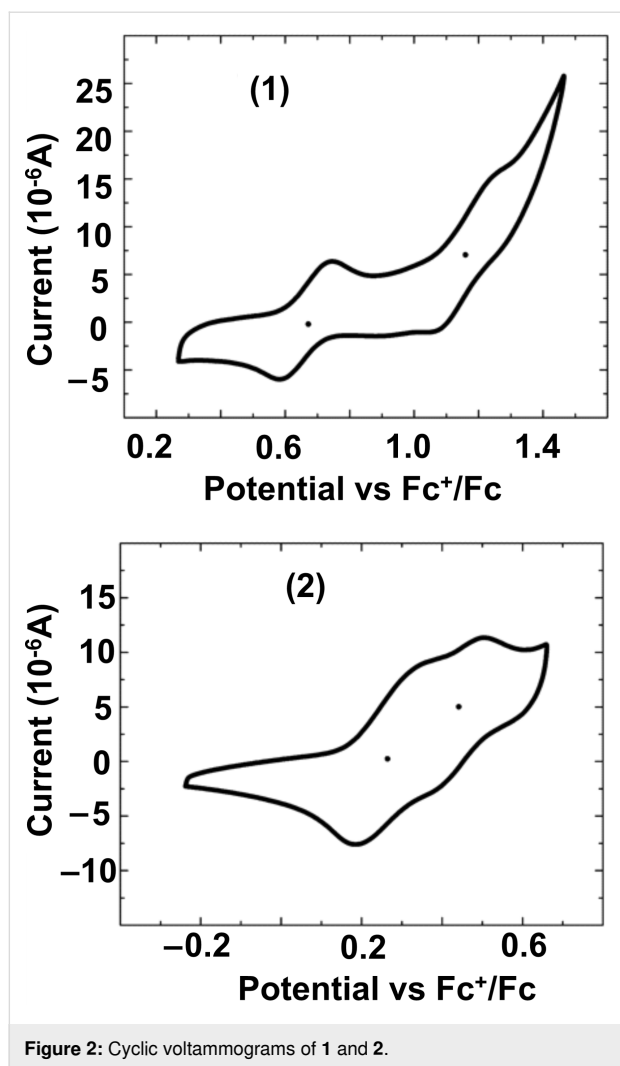 (1)
25
20
15
10
5
0
–5
Current (10⁻⁶A)
0.2 0.6 1.0 1.4
Potential vs Fc⁺/Fc
(2)
15
10
5
0
–5
–10
Current (10⁻⁶A)
–0.2 0.2 0.6
Potential vs Fc⁺/Fc
Figure 2: Cyclic voltammograms of 1 and 2.